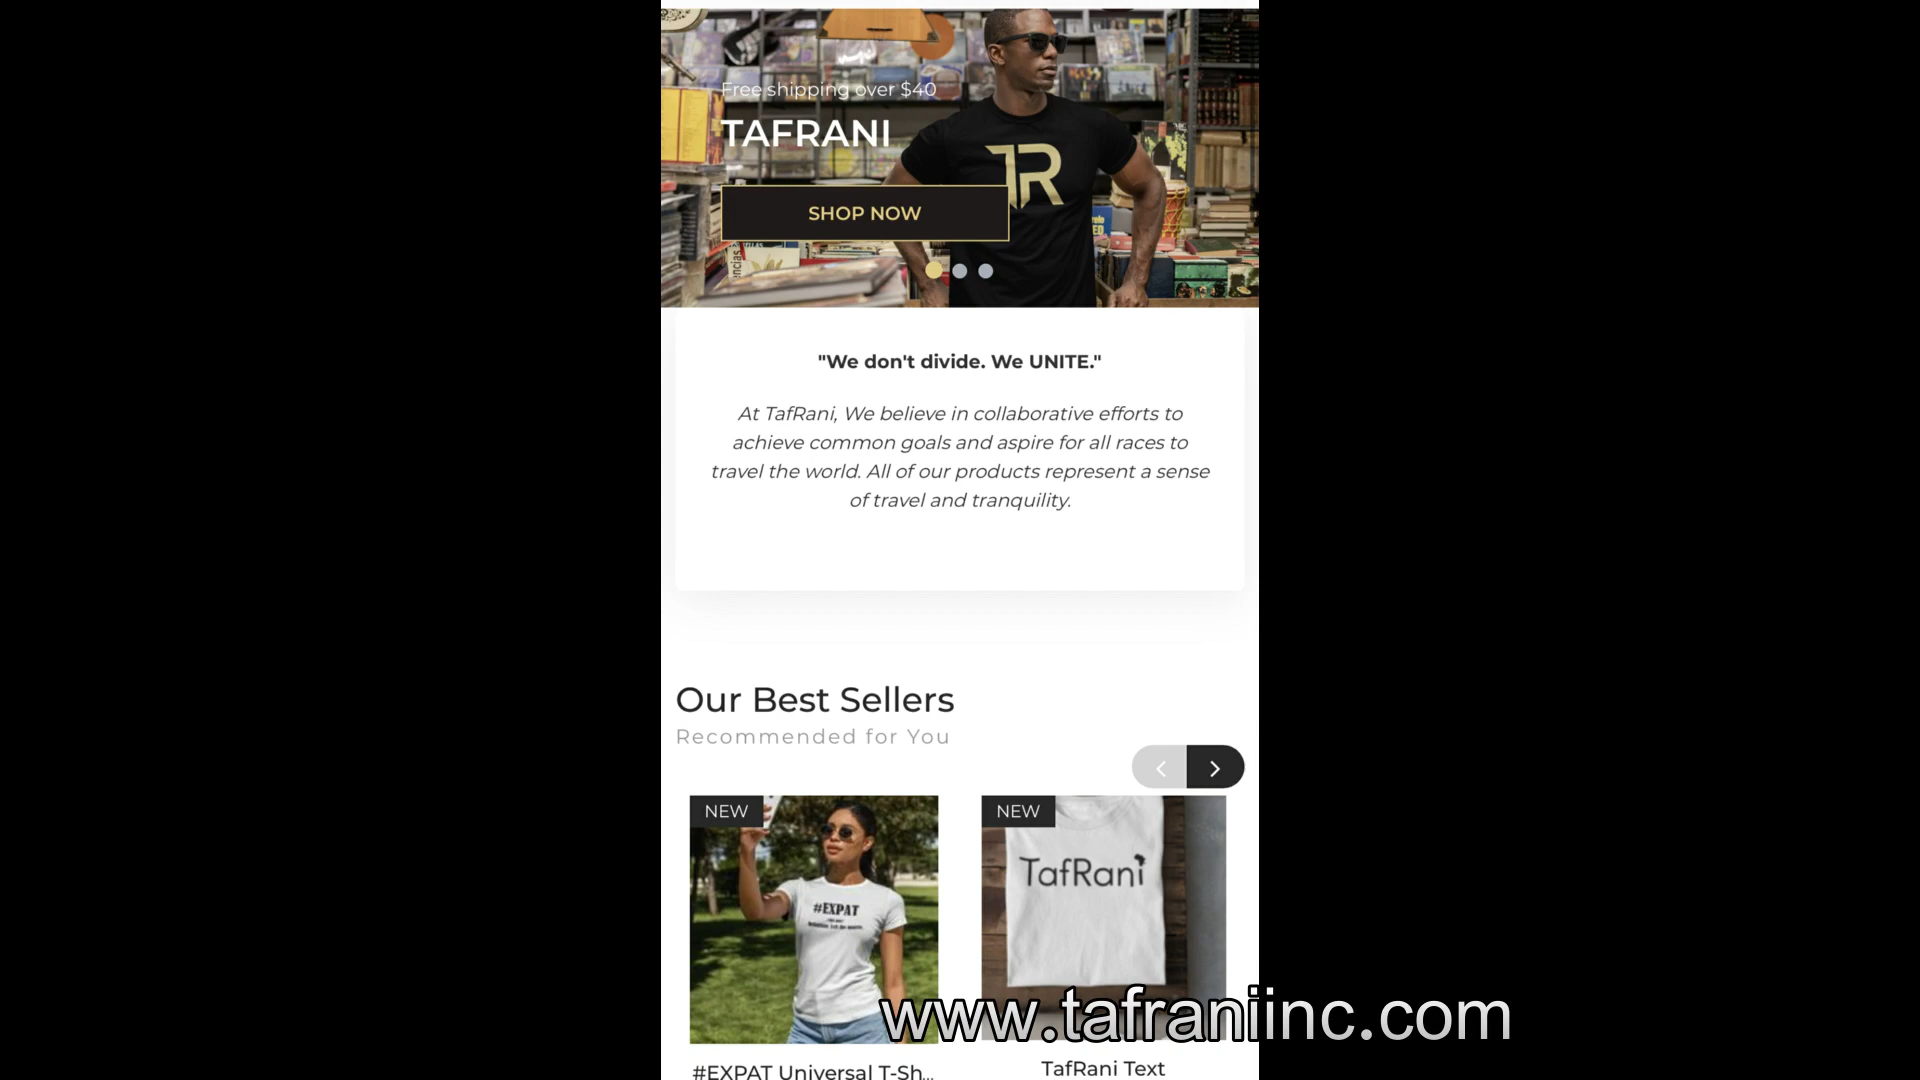 Free shipping over $40
TAFRANI
SHOP NOW
TR
"We don't divide. We UNITE."
At TafRani, We believe in collaborative efforts to
achieve common goals and aspire for all races to
travel the world. All of our products represent a sense
of travel and tranquility.
Our Best Sellers
Recommended for You
NEW
NEW
#EXPAT
TafRani
www.tafraniinc.com
#EXPAT Universal T-Sh...
TafRani Text